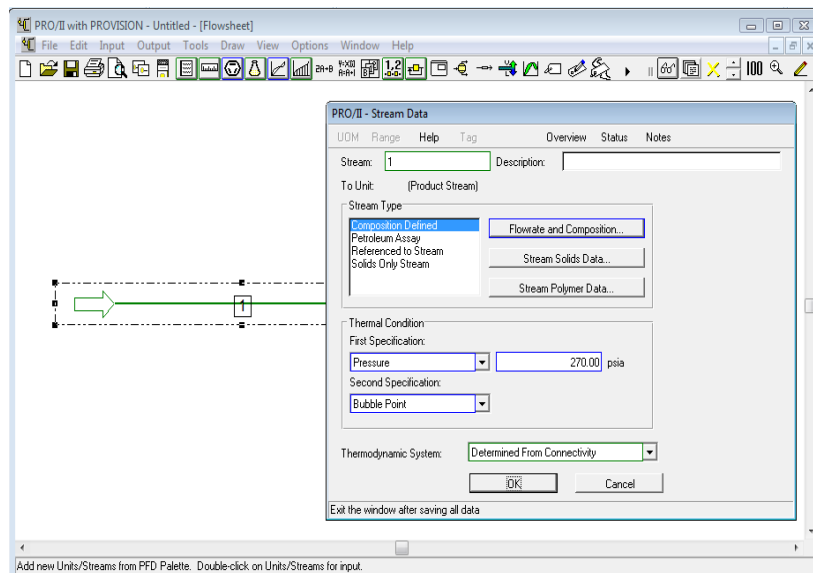 PRO/II with PROVISION - Untitled - [Flowsheet]
File Edit Input Output Tools Draw View Options Window Help
100
PRO/II - Stream Data
UOM Range Help Tag Overview Status Notes
Stream: 1 Description:
To Unit: (Product Stream)
Stream Type
Composition Defined
Petroleum Assay
Referenced to Stream
Solids Only Stream
Flowrate and Composition...
Stream Solids Data...
Stream Polymer Data...
1
Thermal Condition
First Specification:
Pressure 270.00 psia
Second Specification:
Bubble Point
Thermodynamic System: Determined From Connectivity
OK Cancel
Exit the window after saving all data
Add new Units/Streams from PFD Palette. Double-click on Units/Streams for input.